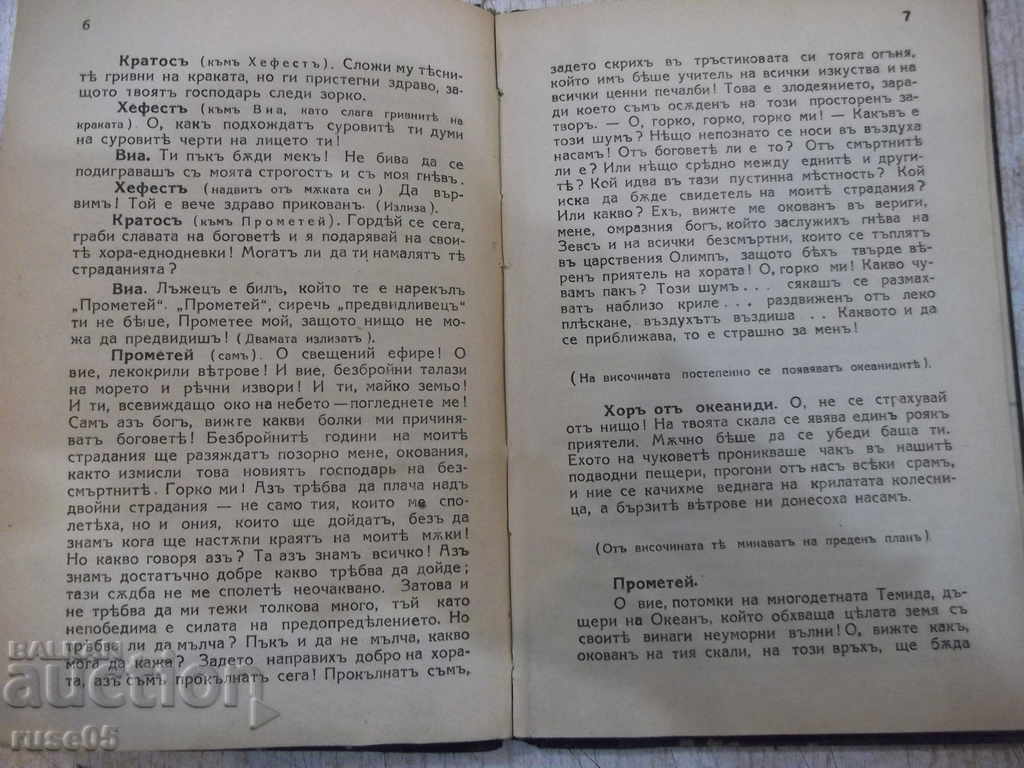 6
Кратосъ (къмъ Хефестъ). Сложи му тѣсни-
тѣ гривни на краката, но ги пристегни здраво, за-
щото твоятъ господарь следи зорко.
Хефестъ (къмъ Виа, като слага гривнитѣ на
краката). О, какъ подхождатъ суровитѣ ти думи
на суровитѣ черти на лицето ти!
Виа. Ти пъкъ бѫди мекъ! Не бива да се
подигравашъ съ моята строгость и съ моя гнѣвъ.
Хефестъ (надвитъ отъ мѫката си) Да вър-
вимъ! Той е вече здраво прикованъ. (Излиза).
Кратосъ (къмъ Прометей). Гордѣй се сега,
граби славата на боговетѣ и я подарявай на свои-
тѣ хора-еднодневки! Могатъ ли да ти намалятъ тѣ
страданията?
Виа. Лъжецъ е билъ, който те е нарекълъ
„Прометей“. „Прометей“, сиречь „предвидливецъ“
ти не бѣше, Прометее мой, защото нищо не мо-
жа да предвидишъ! (Двамата излизатъ).
Прометей (самъ). О свещений ефире! О
вие, лекокрили вѣтрове! И вие, безбройни талази
на морето и рѣчни извори! И ти, майко земьо!
И ти, всевиждащо око на небето — погледнете ме!
Самъ азъ богъ, вижте какви болки ми причиня-
ватъ боговетѣ! Безбройнитѣ години на моитѣ
страдания ще разяждатъ позорно мене, окования,
както измисли това новиятъ господарь на без-
смъртнитѣ. Горко ми! Азъ трѣбва да плача надъ
двойни страдания — не само тия, които ме спо-
летѣха, но и ония, които ще дойдатъ, безъ да
знамъ кога ще настѫпи краятъ на моитѣ мѫки!
Но какво говоря азъ? Та азъ знамъ всичко! Азъ
знамъ достатъчно добре какво трѣбва да дойде;
тази сѫдба не ме сполетѣ неочаквано. Затова и
не трѣбва да ми тежи толкова много, тъй като
непобедима е силата на предопредѣлението. Но
трѣбва ли да мълча? Пъкъ и да не мълча, какво
мога да кажа? Задето направихъ добро на хора-
та, азъ съмъ прокълнатъ сега! Прокълнатъ съмъ,
7
задето скрихъ въ тръстиковата си тояга огъня,
който имъ бѣше учитель на всички изкуства и на
всички ценни печалби! Това е злодеянието, зара-
ди което съмъ осѫденъ на този просторенъ за-
творъ. — О, горко, горко, горко ми! — Какъвъ е
този шумъ? Нѣщо непознато се носи въ въздуха
насамъ! Отъ боговетѣ ли е то? Отъ смъртнитѣ
ли е? Или нѣщо срѣдно между еднитѣ и други-
тѣ? Кой идва въ тази пустинна мѣстность? Кой
иска да бѫде свидетель на моитѣ страдания?
Или какво? Ехъ, вижте ме окованъ въ вериги,
мене, омразния богъ, който заслужихъ гнѣва на
Зевсъ и на всички безсмъртни, които се тъплятъ
въ царствения Олимпъ, защото бѣхъ твърде вѣ-
ренъ приятель на хората! О, горко ми! Какво чу-
вамъ пакъ? Този шумъ... сякашъ се размах-
ватъ наблизо криле... раздвиженъ отъ леко
плѣскане, въздухътъ въздиша .. Каквото и да
се приближава, то е страшно за менъ!
(На височината постепенно се появяватъ океанидитѣ).
Хоръ отъ океаниди. О, не се страхувай
отъ нищо! На твоята скала се явява единъ роякъ
приятели. Мѫчно бѣше да се убеди баща ти.
Ехото на чуковетѣ проникваше чакъ въ нашитѣ
подводни пещери, прогони отъ насъ всѣки срамъ,
и ние се качихме веднага на крилатата колесни-
ца, а бързитѣ вѣтрове ни донесоха насамъ.
(Отъ височината тѣ минаватъ на преденъ планъ).
Прометей.
О вие, потомки на многодетната Темида, дъ-
щери на Океанъ, който обхваща цѣлата земя съ
своитѣ винаги неуморни вълни! О, вижте какъ,
окованъ на тия скали, на този връхъ, ще бѫда
БАЛКАН
auction
ruse05